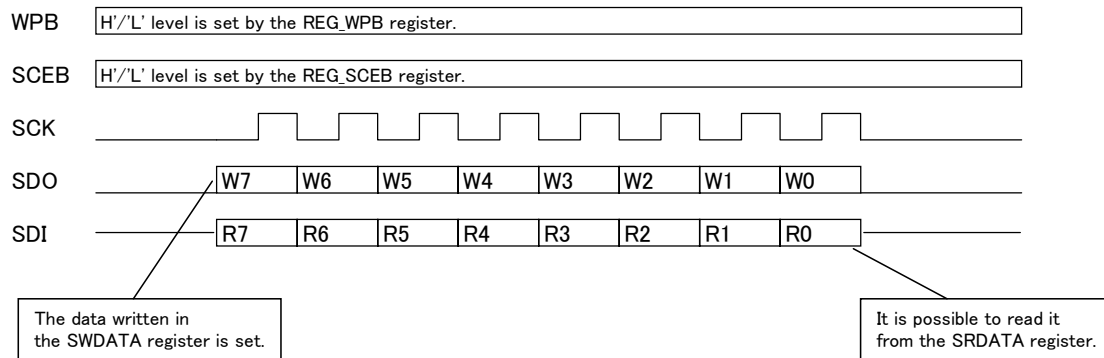 WPB H'/'L' level is set by the REG_WPB register.
SCEB H'/'L' level is set by the REG_SCEB register.
SCK
SDO W7 W6 W5 W4 W3 W2 W1 W0
SDI R7 R6 R5 R4 R3 R2 R1 R0
The data written in
the SWDATA register is set.
It is possible to read it
from the SRDATA register.